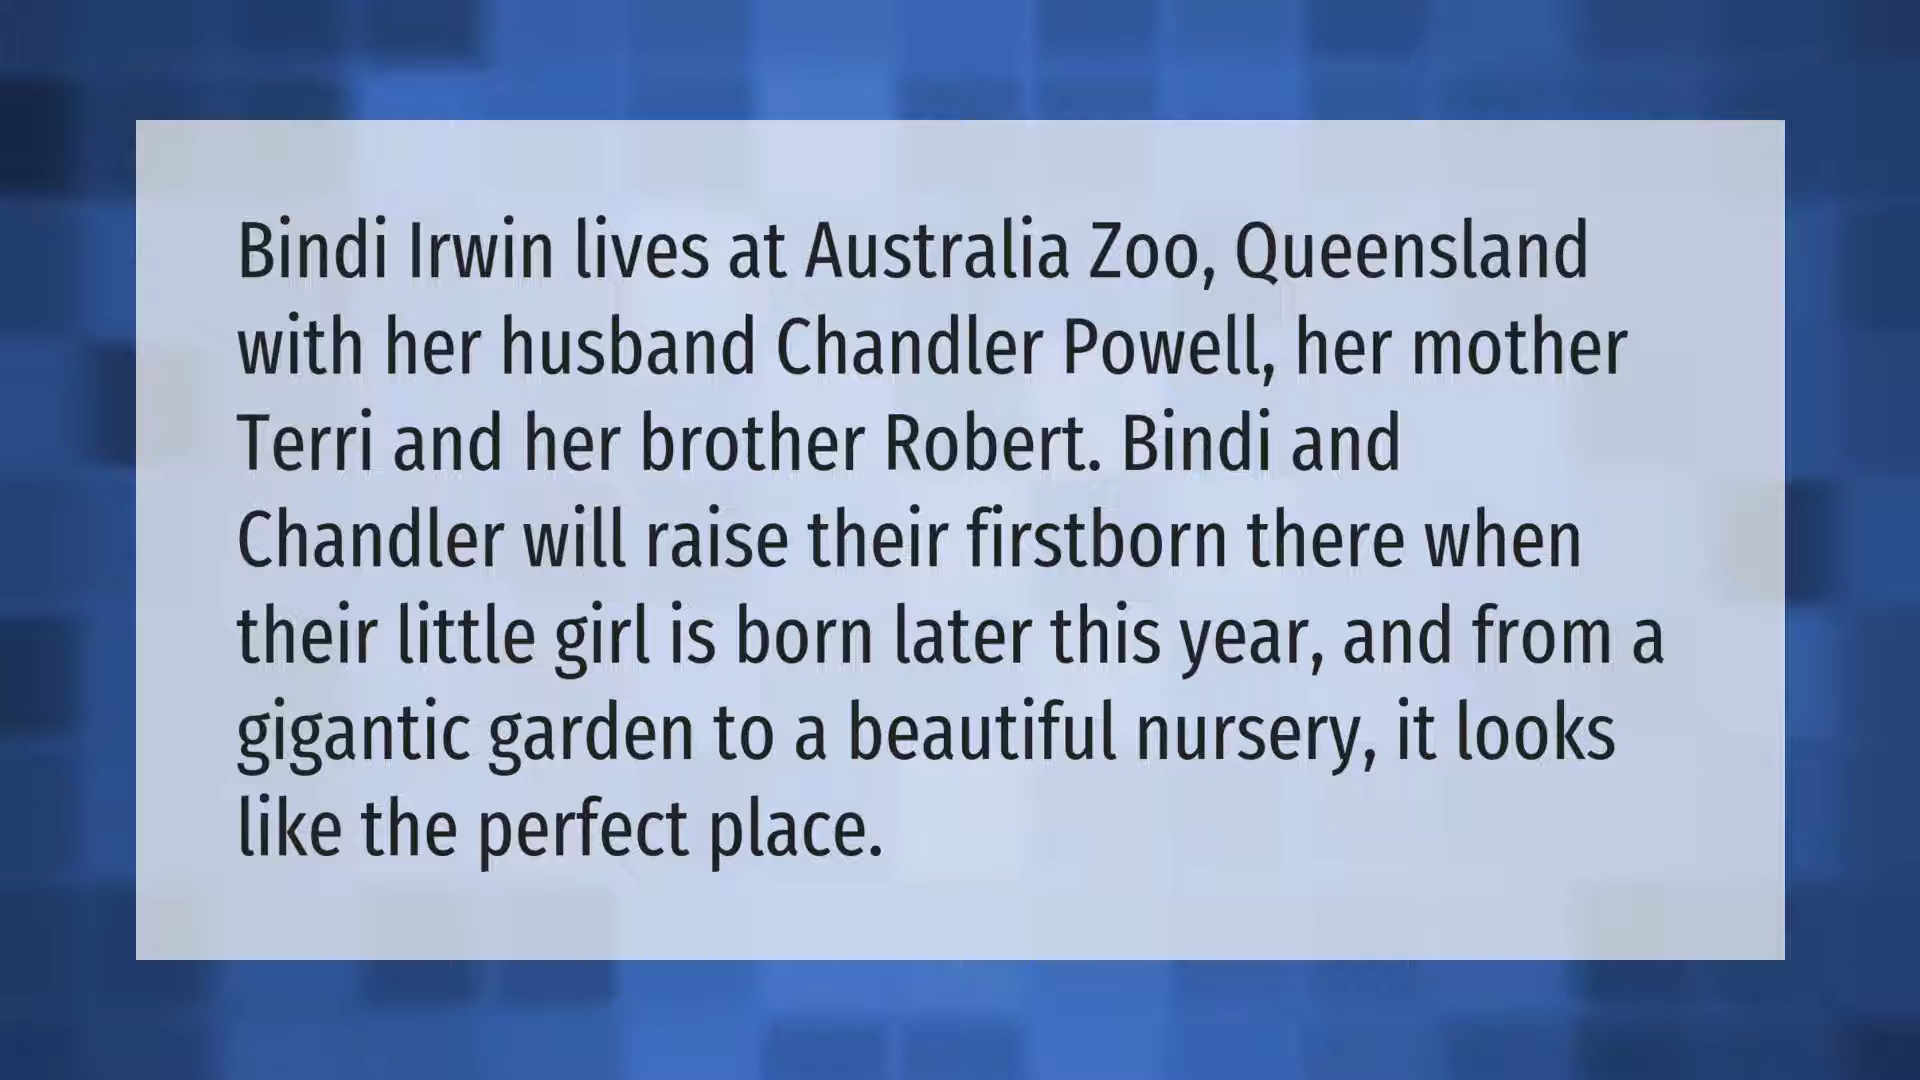 Bindi Irwin lives at Australia Zoo, Queensland
with her husband Chandler Powell, her mother
Terri and her brother Robert. Bindi and
Chandler will raise their firstborn there when
their little girl is born later this year, and from a
gigantic garden to a beautiful nursery, it looks
like the perfect place.